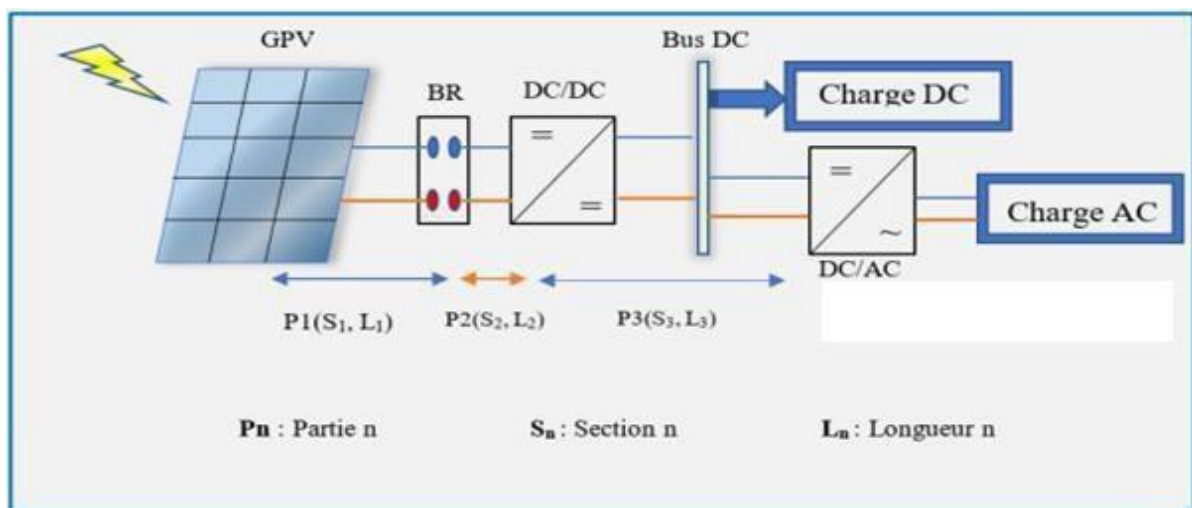 GPV
Bus DC
BR
DC/DC
Charge DC
Charge AC
DC/AC
P1(S₁, L₁)
P2(S₂, L₂)
P3(S₃, L₃)
Pn : Partie n
Sₙ : Section n
Lₙ : Longueur n